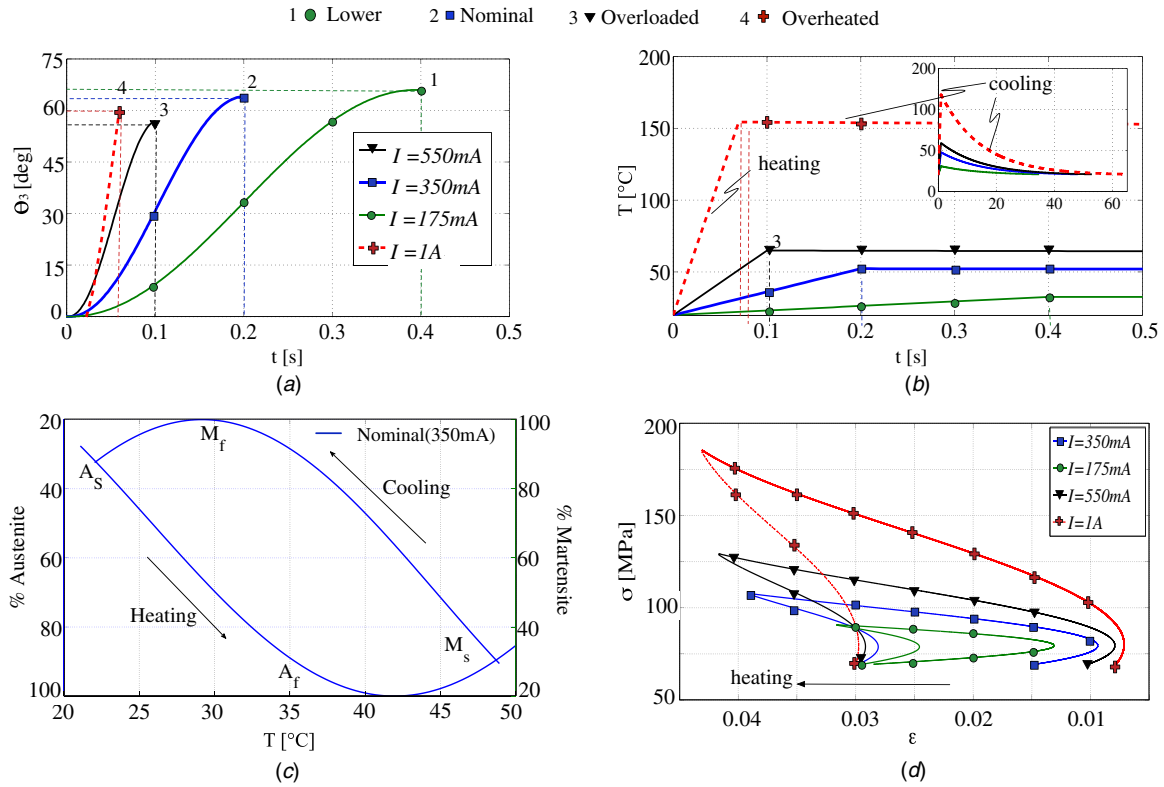 1 Lower 2 Nominal 3 Overloaded 4 Overheated
(a)
75
60
45
30
15
0
Θ3 [deg]
4
3
2
1
I =550mA
I =350mA
I =175mA
I =1A
0 0.1 0.2 0.3 0.4 0.5
t [s]
(a)
(b)
200
150
100
50
T [°C]
heating
cooling
3
200
100
50
0
0 20 40 60
0 0.1 0.2 0.3 0.4 0.5
t [s]
(b)
(c)
20
40
60
80
100
% Austenite
Nominal(350mA)
Mf
AS
Cooling
Heating
Ms
Af
100
80
60
40
20
% Martensite
20 25 30 35 40 45 50
T [°C]
(c)
(d)
200
150
100
50
σ [MPa]
I=350mA
I=175mA
I=550mA
I=1A
heating
0.04 0.03 0.02 0.01
ε
(d)